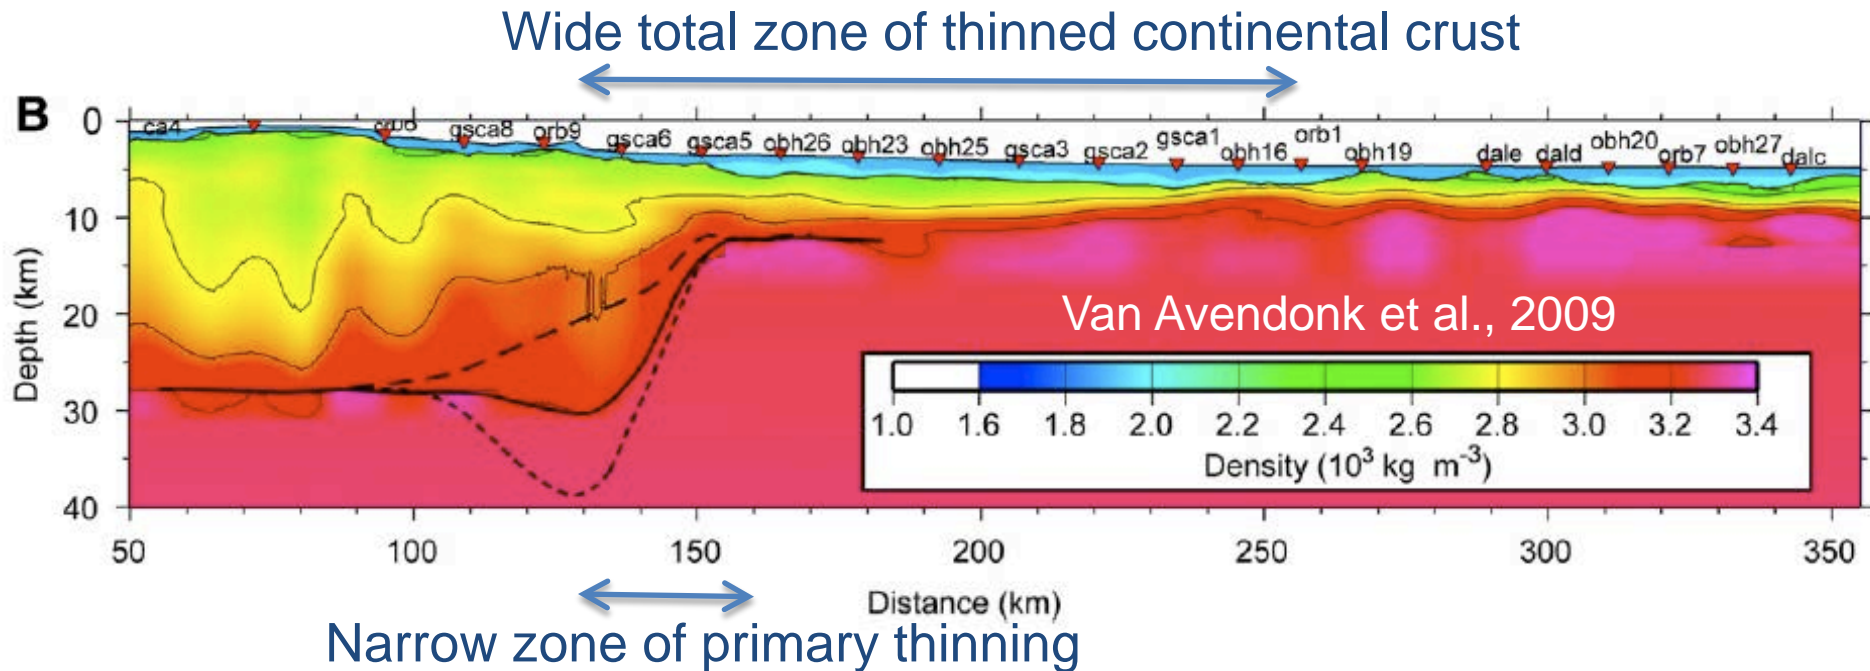 Wide total zone of thinned continental crust
B
0
ca4 gsca8 orb9 gsca6 gsca5 obh26 obh23 obh25 gsca3 gsca2 gsca1 obh16 orb1 obh19 dale dald obh20 orb7 obh27 dalc
10
20
30
40
Depth (km)
Van Avendonk et al., 2009
1.0 1.6 1.8 2.0 2.2 2.4 2.6 2.8 3.0 3.2 3.4
Density (10³ kg m⁻³)
50 100 150 200 250 300 350
Distance (km)
Narrow zone of primary thinning